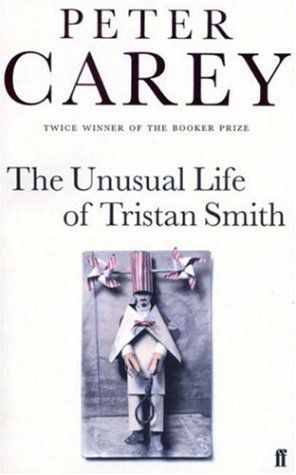 PETER
CAREY
TWICE WINNER OF THE BOOKER PRIZE
The Unusual Life
of Tristan Smith
ff